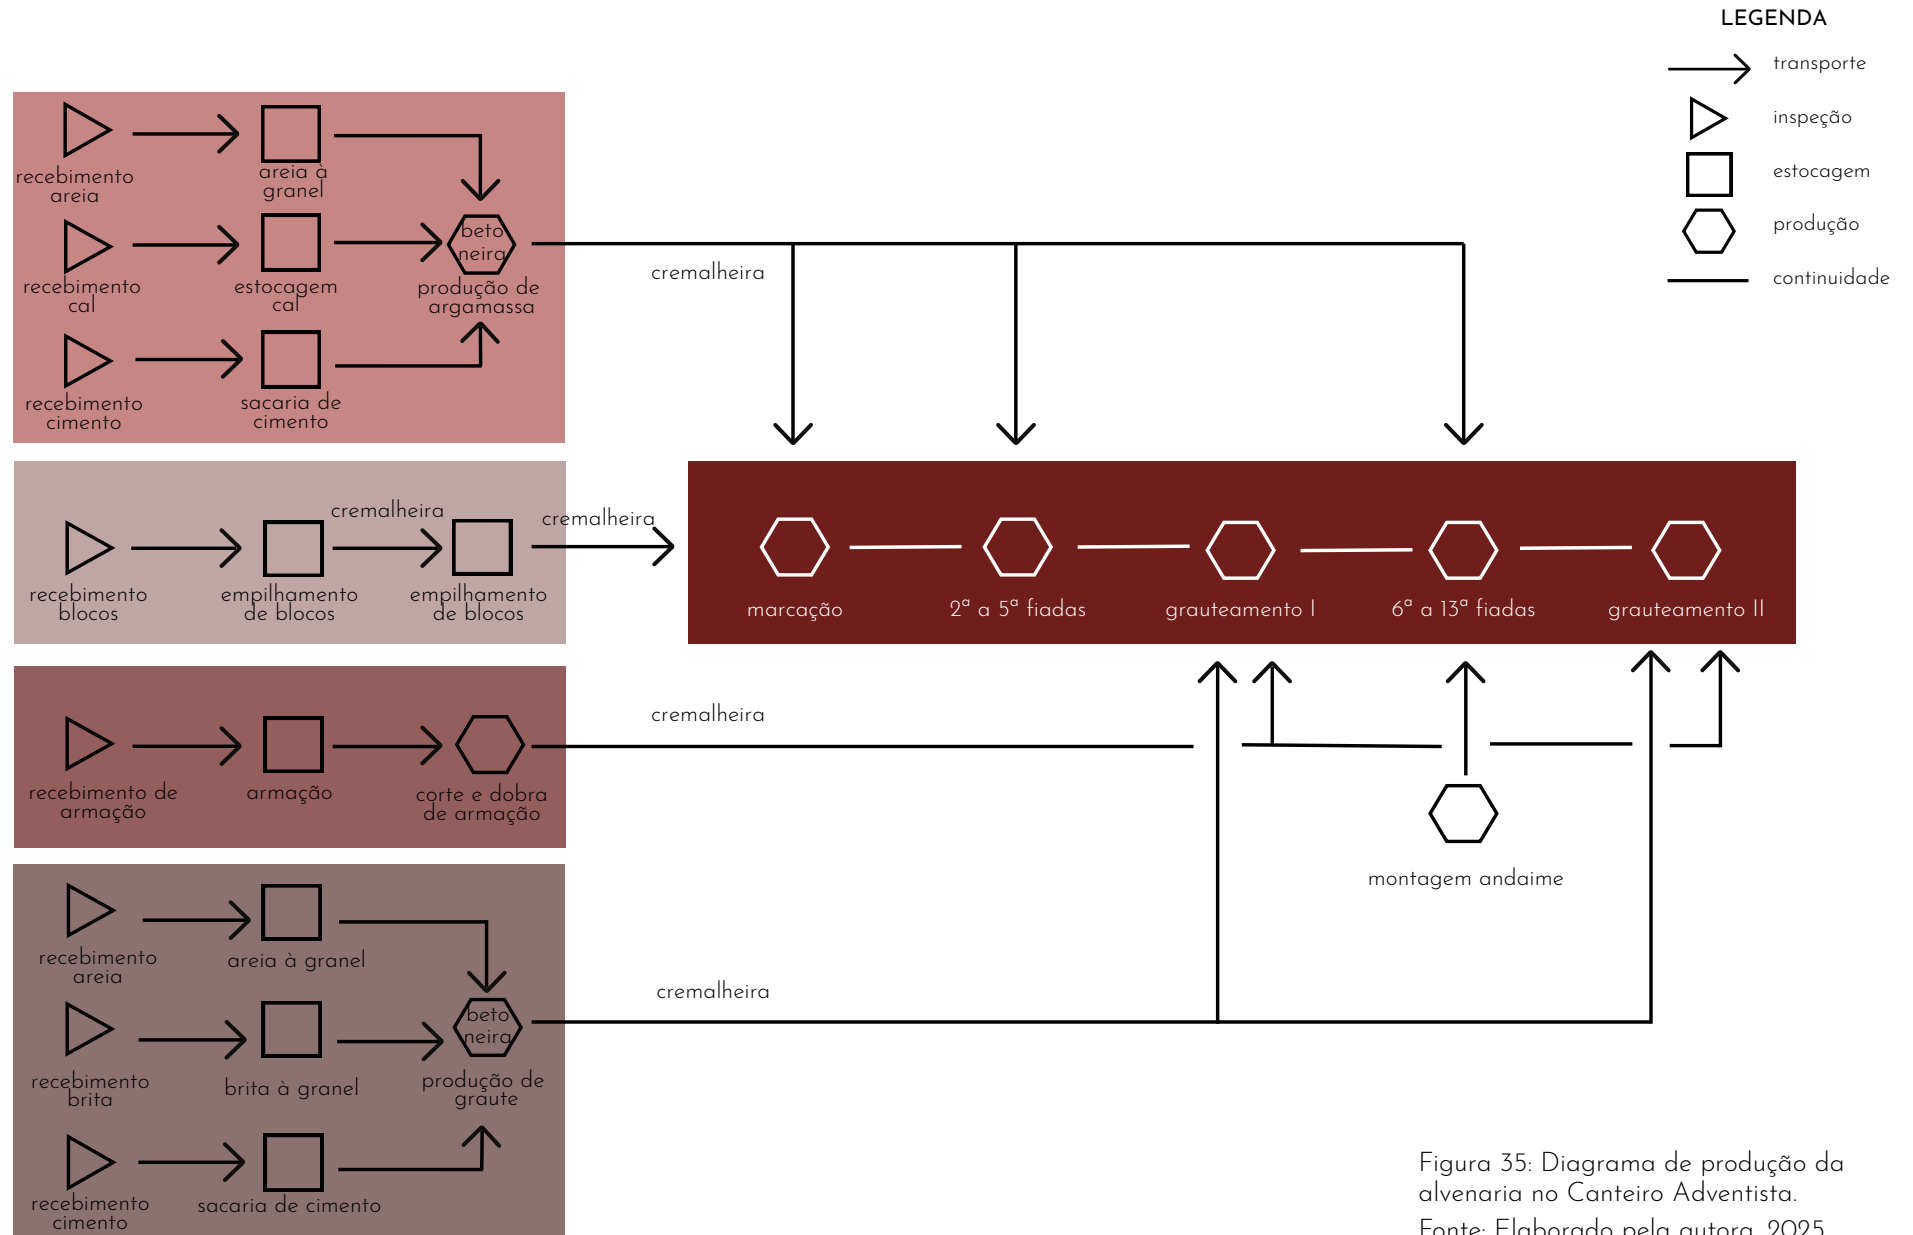 LEGENDA
transporte
inspeção
estocagem
produção
continuidade
recebimento
areia
areia à
granel
recebimento
cal
estocagem
cal
beto
neira
produção de
argamassa
recebimento
cimento
sacaria de
cimento
cremalheira
recebimento
blocos
empilhamento
de blocos
cremalheira
empilhamento
de blocos
cremalheira
marcação
2ª a 5ª fiadas
grauteamento I
6ª a 13ª fiadas
grauteamento II
recebimento de
armação
armação
corte e dobra
de armação
cremalheira
montagem andaime
recebimento
areia
areia à granel
recebimento
brita
brita à granel
beto
neira
produção de
graute
recebimento
cimento
sacaria de cimento
cremalheira
Figura 35: Diagrama de produção da
alvenaria no Canteiro Adventista.
Fonte: Elaborado pela autora, 2025.